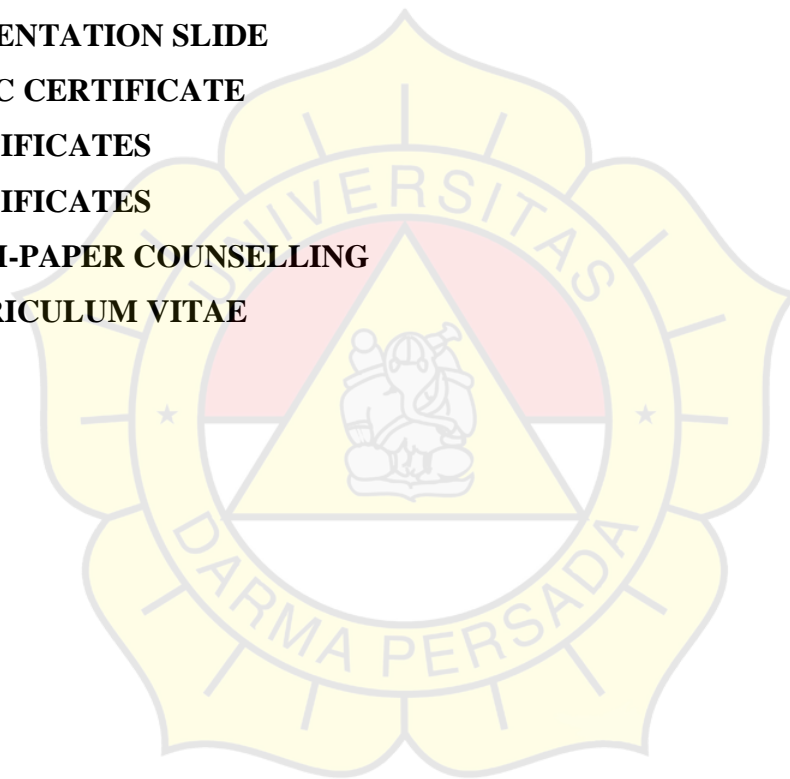 ENTATION SLIDE
C CERTIFICATE
IFICATES
IFICATES
I-PAPER COUNSELLING
RICULUM VITAE
UNIVERSITAS
DARMA PERSADA